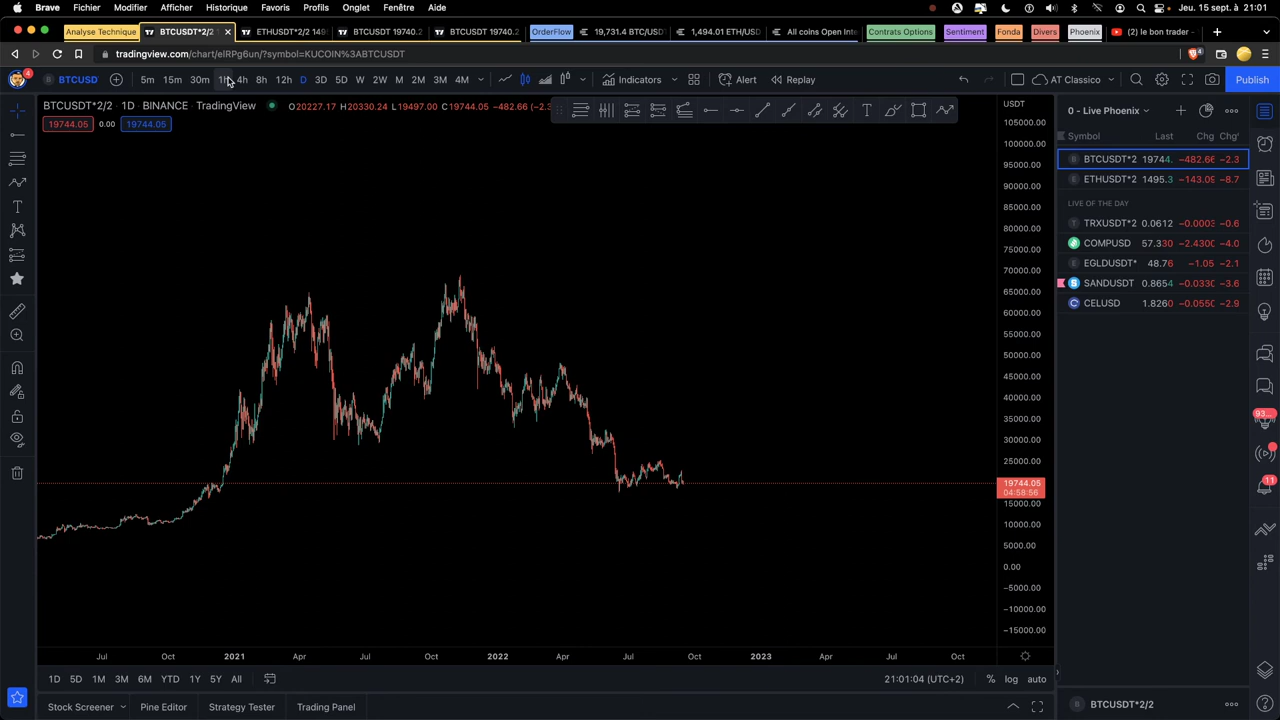 Brave Fichier Modifier Afficher Historique Favoris Profils Onglet Fenêtre Aide Jeu. 15 sept. à 21:01
Analyse Technique BTCUSDT*2/2 ETHUSDT*2/2 149 BTCUSDT 19740.2 BTCUSDT 19740.2 OrderFlow 19,731.4 BTC/USD 1,494.01 ETH/USD All coins Open Inte Contrats Options Sentiment Fonda Divers Phoenix (2) le bon trader -
tradingview.com/chart/eIRPg6un/?symbol=KUCOIN%3ABTCUSDT
4 BTCUSD 5m 15m 30m 1h 4h 8h 12h D 3D 5D W 2W M 2M 3M 4M Indicators Alert Replay AT Classico Publish
BTCUSDT*2/2 · 1D · BINANCE · TradingView O20227.17 H20330.24 L19497.00 C19744.05 −482.66
19744.05 0.00 19744.05
USDT
105000.00
100000.00
95000.00
90000.00
85000.00
80000.00
75000.00
70000.00
65000.00
60000.00
55000.00
50000.00
45000.00
40000.00
35000.00
30000.00
25000.00
19744.05
04:58:56
15000.00
10000.00
5000.00
0.00
−5000.00
−10000.00
−15000.00
Jul Oct 2021 Apr Jul Oct 2022 Apr Jul Oct 2023 Apr Jul Oct
0 - Live Phoenix
Symbol Last Chg Chg
BTCUSDT*2 19744. −482.66 −2.3
ETHUSDT*2 1495.3 −143.09 −8.7
LIVE OF THE DAY
TRXUSDT*2 0.0612 −0.0003 −0.6
COMPUSD 57.330 −2.4300 −4.0
EGLDUSDT* 48.76 −1.05 −2.1
SANDUSDT 0.8654 −0.0330 −3.6
CELUSD 1.8260 −0.0550 −2.9
93...
11
1D 5D 1M 3M 6M YTD 1Y 5Y All 21:01:04 (UTC+2) % log auto
Stock Screener Pine Editor Strategy Tester Trading Panel BTCUSDT*2/2